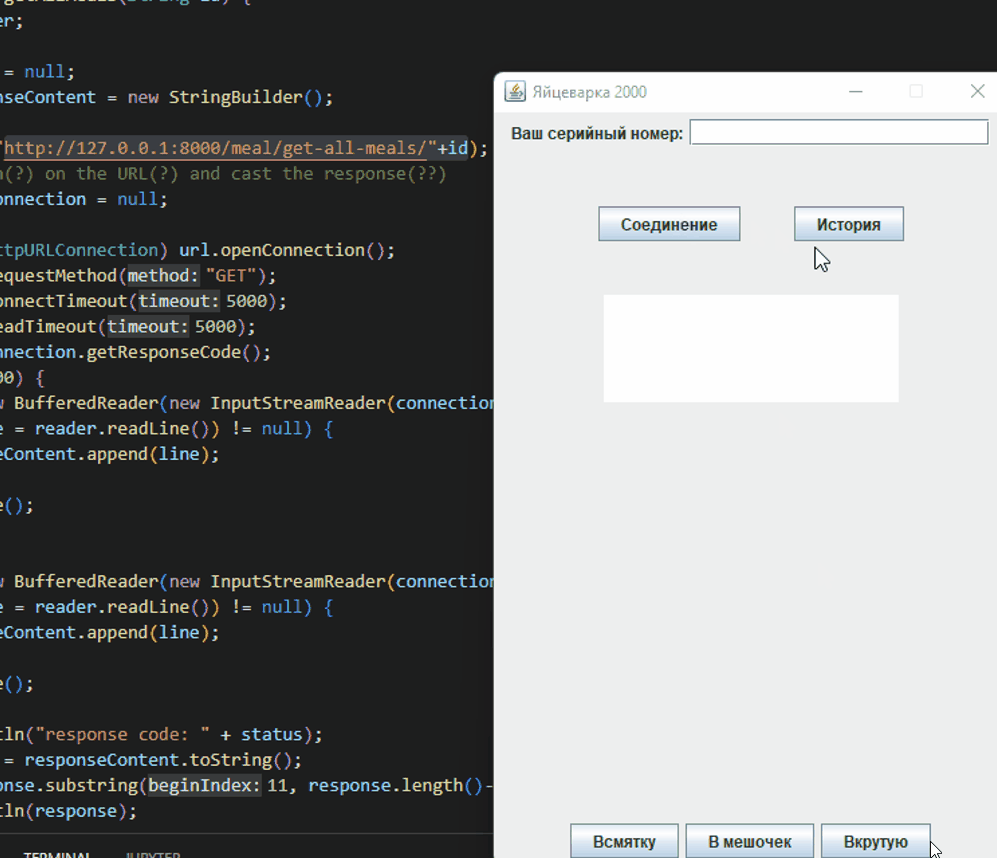 er;
= null;
nseContent = new StringBuilder();
"http://127.0.0.1:8000/meal/get-all-meals/"+id);
n(?) on the URL(?) and cast the response(??)
onnection = null;
ttpURLConnection) url.openConnection();
equestMethod(method: "GET");
onnectTimeout(timeout: 5000);
eadTimeout(timeout: 5000);
nnection.getResponseCode();
00) {
w BufferedReader(new InputStreamReader(connection
e = reader.readLine()) != null) {
eContent.append(line);
e();
w BufferedReader(new InputStreamReader(connection
e = reader.readLine()) != null) {
eContent.append(line);
e();
tln("response code: " + status);
= responseContent.toString();
onse.substring(beginIndex: 11, response.length()-
tln(response);
TERMINAL JUPYTER
Яйцеварка 2000
Ваш серийный номер:
Соединение История
Всмятку В мешочек Вкрутую